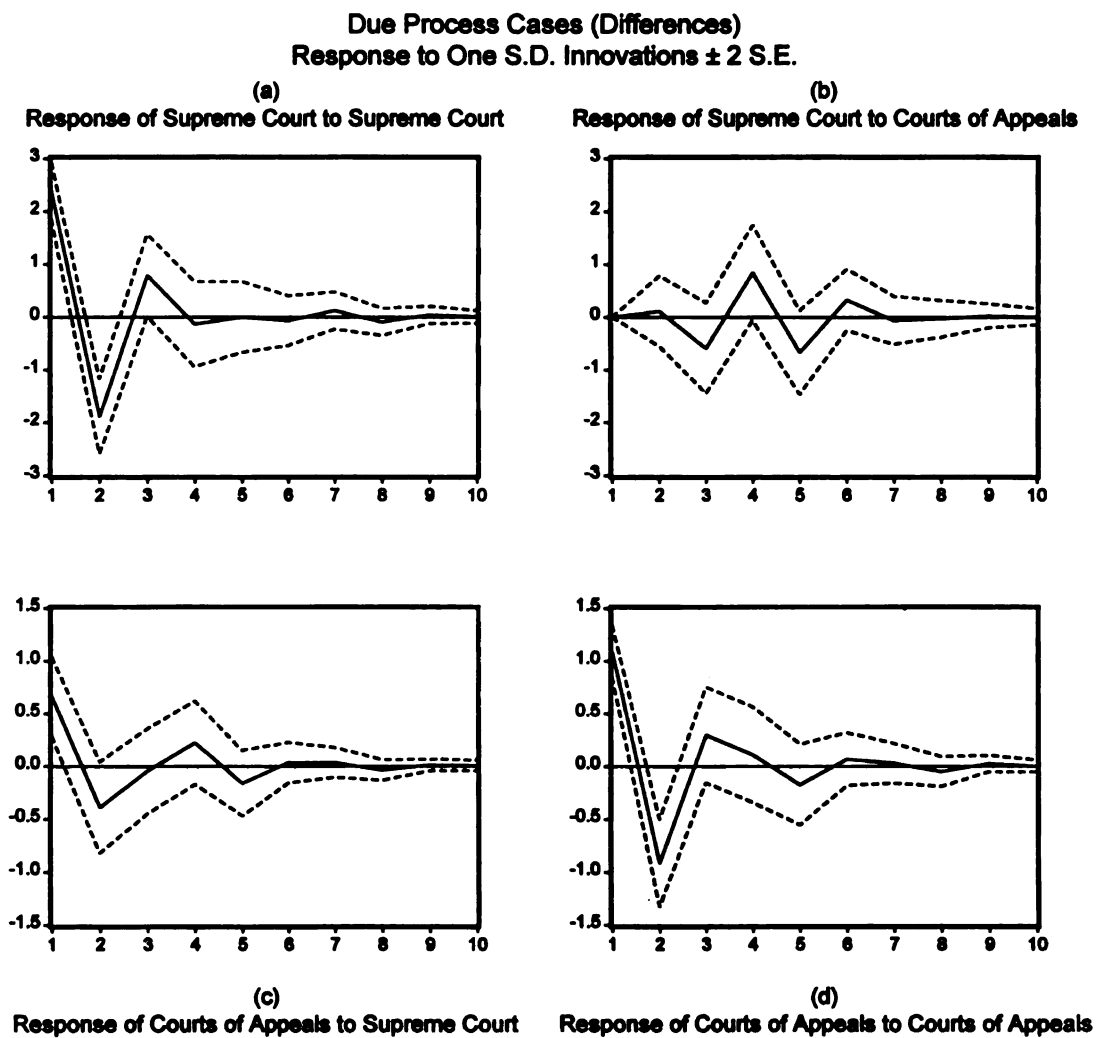 Due Process Cases (Differences)
Response to One S.D. Innovations ± 2 S.E.
(a)
Response of Supreme Court to Supreme Court
3
2
1
0
-1
-2
-3
1 2 3 4 5 6 7 8 9 10
(b)
Response of Supreme Court to Courts of Appeals
3
2
1
0
-1
-2
-3
1 2 3 4 5 6 7 8 9 10
1.5
1.0
0.5
0.0
-0.5
-1.0
-1.5
1 2 3 4 5 6 7 8 9 10
(c)
Response of Courts of Appeals to Supreme Court
1.5
1.0
0.5
0.0
-0.5
-1.0
-1.5
1 2 3 4 5 6 7 8 9 10
(d)
Response of Courts of Appeals to Courts of Appeals